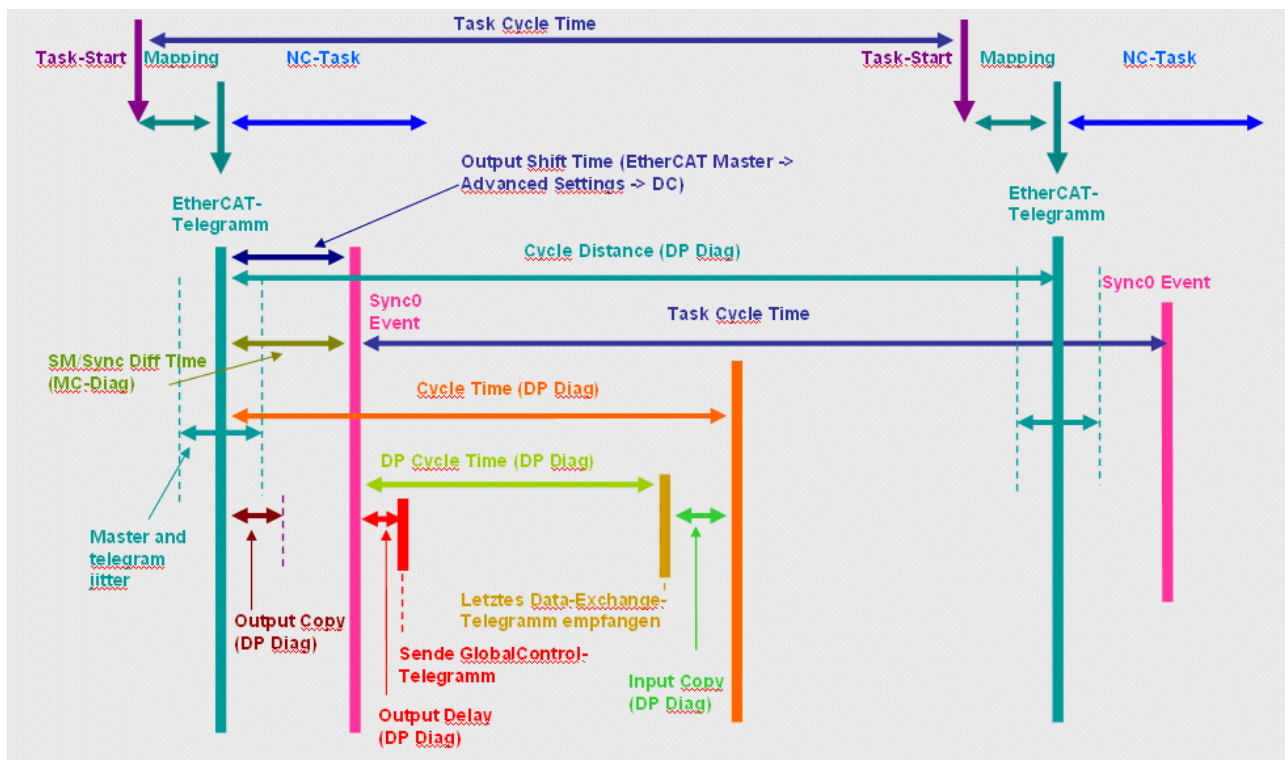 Task Cycle Time
Task-Start
Mapping
NC-Task
Task-Start
Mapping
NC-Task
Output Shift Time (EtherCAT Master ->
Advanced Settings -> DC)
EtherCAT-
Telegramm
EtherCAT-
Telegramm
Cycle Distance (DP Diag)
Sync0 Event
Sync0
Event
Task Cycle Time
SM/Sync Diff Time
(MC-Diag)
Cycle Time (DP Diag)
DP Cycle Time (DP Diag)
Master and
telegram
jitter
Output Copy
(DP Diag)
Letztes Data-Exchange-
Telegramm empfangen
Sende GlobalControl-
Telegramm
Input Copy
(DP Diag)
Output Delay
(DP Diag)